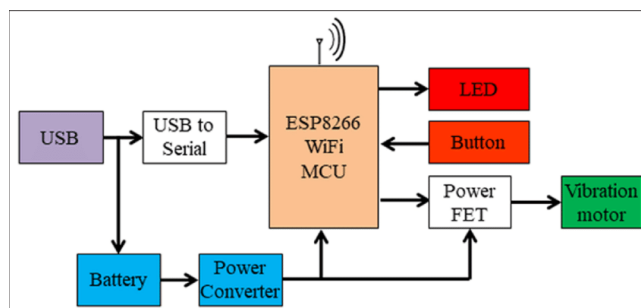 USB
USB to
Serial
ESP8266
WiFi
MCU
LED
Button
Power
FET
Vibration
motor
Battery
Power
Converter